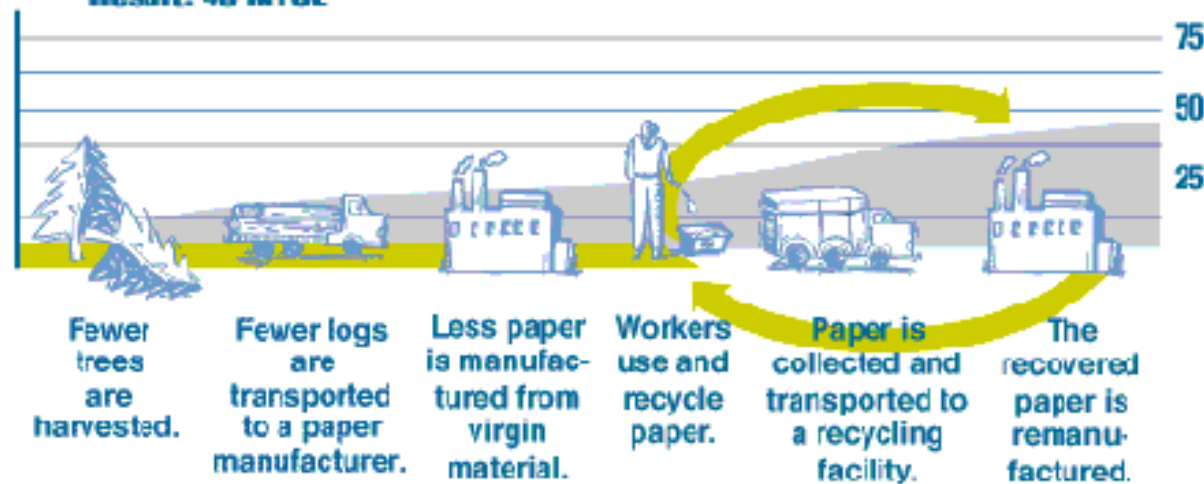 75
50
25
Fewer
trees
are
harvested.
Fewer logs
are
transported
to a paper
manufacturer.
Less paper
is manufac-
tured from
virgin
material.
Workers
use and
recycle
paper.
Paper is
collected and
transported to
a recycling
facility.
The
recovered
paper is
remanu-
factured.